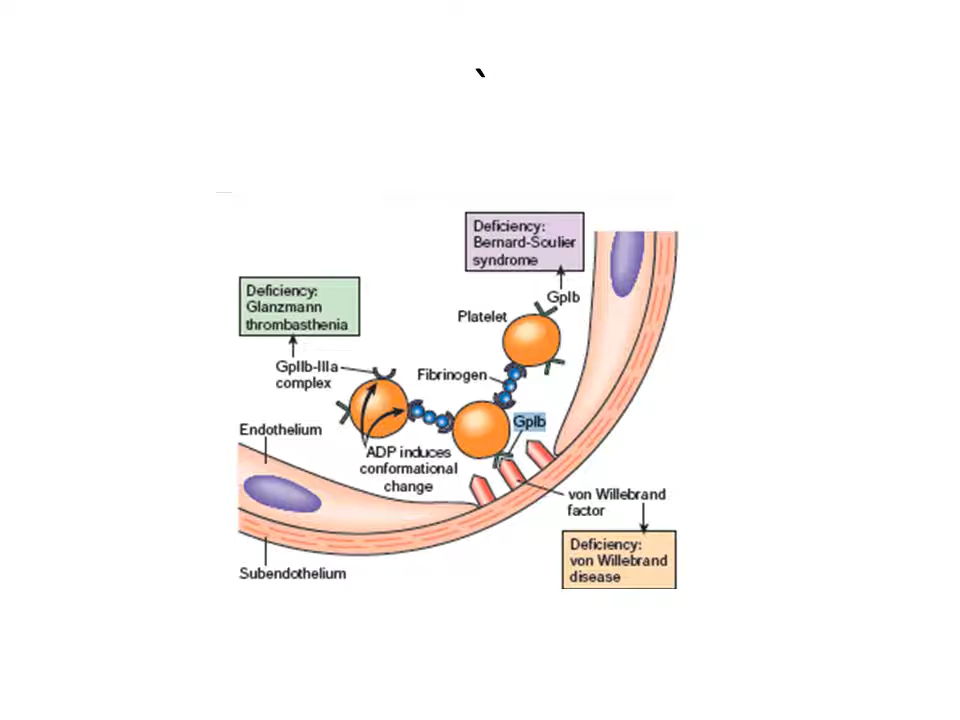 `
Deficiency:
Bernard-Soulier
syndrome
GpIb
Platelet
Deficiency:
Glanzmann
thrombasthenia
GpIIb-IIIa
complex
Fibrinogen
GpIb
Endothelium
ADP induces
conformational
change
von Willebrand
factor
Deficiency:
von Willebrand
disease
Subendothelium